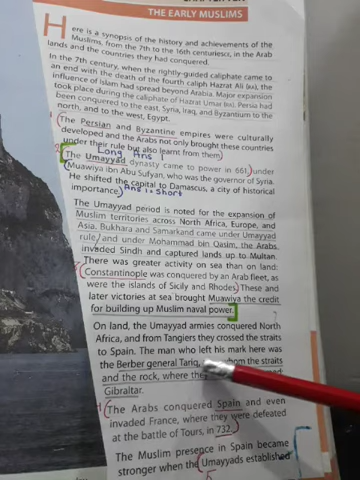 THE EARLY MUSLIMS
Here is a synopsis of the history and achievements of the
Muslims, from the 7th to the 16th centuries, in the Arab
lands and the countries they had conquered.
In the 7th century, when the rightly-guided caliphate came to
an end with the death of the fourth caliph Hazrat Ali, the
influence of Islam had spread beyond Arabia. Major expansion
took place during the caliphate of Hazrat Umar. Persia had
been conquered to the east, Syria, Iraq, and Byzantium to the
north, and to the west, Egypt.
The Persian and Byzantine empires were culturally
developed and the Arabs not only brought these countries
under their rule but also learnt from them
Long Ans 1
The Umayyad dynasty came to power in 661 under
Muawiya ibn Abu Sufyan, who was the governor of Syria.
He shifted the capital to Damascus, a city of historical
importance. Ans 1 = Short
The Umayyad period is noted for the expansion of
Muslim territories across North Africa, Europe, and
Asia. Bukhara and Samarkand came under Umayyad
rule, and under Mohammad bin Qasim, the Arabs
invaded Sindh and captured lands up to Multan.
There was greater activity on sea than on land:
Constantinople was conquered by an Arab fleet, as
were the islands of Sicily and Rhodes. These and
later victories at sea brought Muawiya the credit
for building up Muslim naval power.
On land, the Umayyad armies conquered North
Africa, and from Tangiers they crossed the straits
to Spain. The man who left his mark here was
the Berber general Tariq, whom the straits
and the rock, where they
Gibraltar.
The Arabs conquered Spain and even
invaded France, where they were defeated
at the battle of Tours, in 732.
The Muslim presence in Spain became
stronger when the Umayyads established